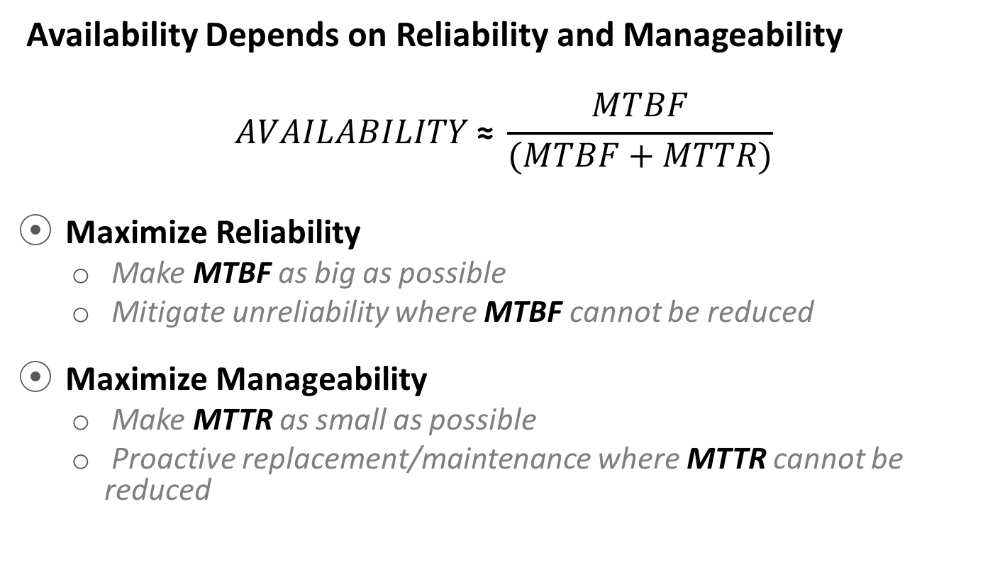 Availability Depends on Reliability and Manageability
AVAILABILITY ≈ MTBF / (MTBF + MTTR)
Maximize Reliability
Make MTBF as big as possible
Mitigate unreliability where MTBF cannot be reduced
Maximize Manageability
Make MTTR as small as possible
Proactive replacement/maintenance where MTTR cannot be
reduced